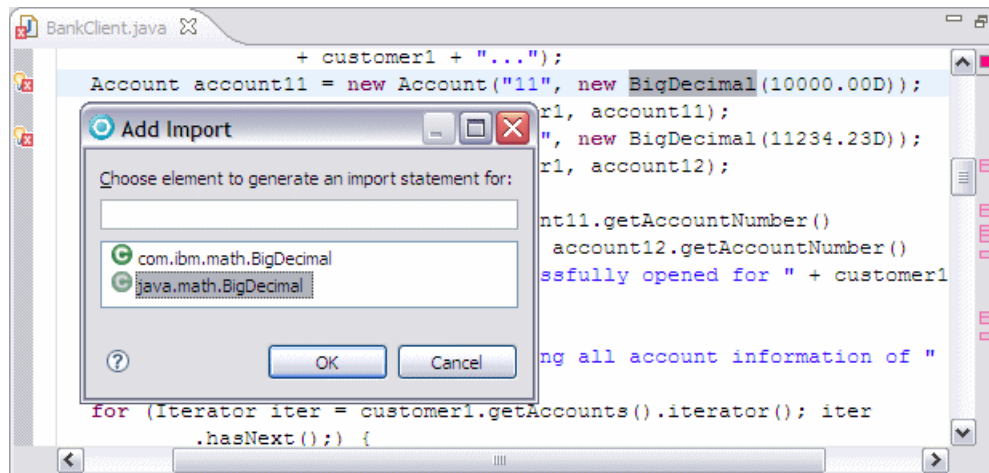 BankClient.java
+ customer1 + "...");
Account account11 = new Account("11", new BigDecimal(10000.00D));
r1, account11);
", new BigDecimal(11234.23D));
r1, account12);
nt11.getAccountNumber()
account12.getAccountNumber()
ssfully opened for " + customer1
ng all account information of "
for (Iterator iter = customer1.getAccounts().iterator(); iter
.hasNext();) {
Add Import
Choose element to generate an import statement for:
com.ibm.math.BigDecimal
java.math.BigDecimal
OK
Cancel